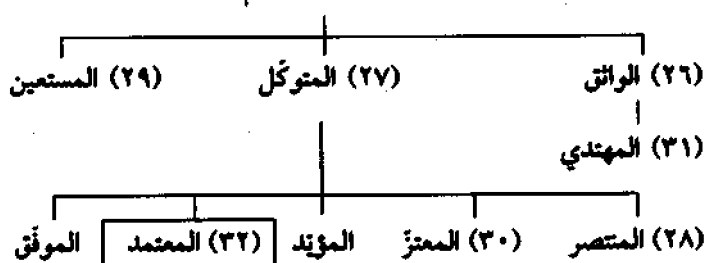 (٢٦) الواثق (٢٧) المتوكّل (٢٩) المستعين
(٣١) المهتدي
(٢٨) المنتصر (٣٠) المعتزّ المؤيّد (٣٢) المعتمد الموفّق